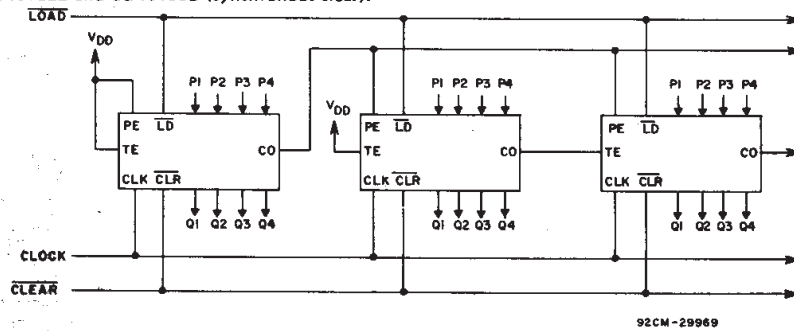 LOAD
VDD
P1 P2 P3 P4
PE LD
TE
CO
CLK CLR
Q1 Q2 Q3 Q4
VDD
P1 P2 P3 P4
PE LD
TE
CO
CLK CLR
Q1 Q2 Q3 Q4
P1 P2 P3 P4
PE LD
TE
CO
CLK CLR
Q1 Q2 Q3 Q4
CLOCK
CLEAR
92CM-29969